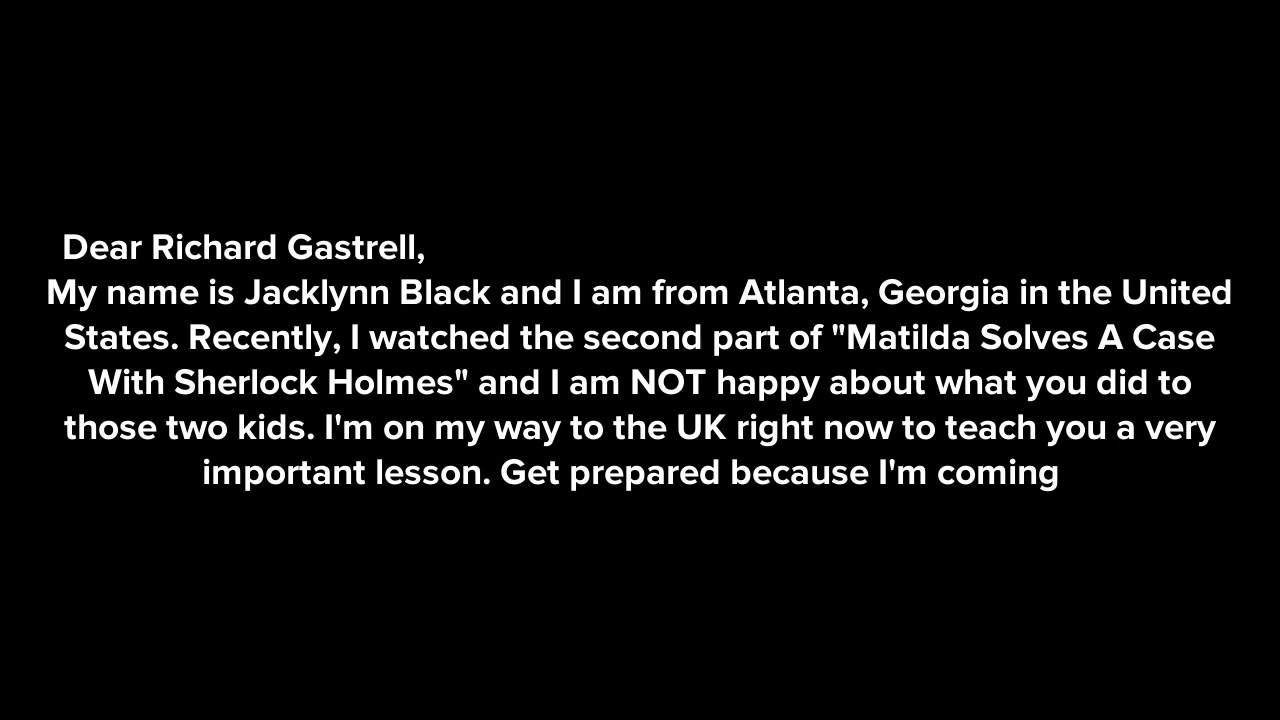 Dear Richard Gastrell,
My name is Jacklynn Black and I am from Atlanta, Georgia in the United
States. Recently, I watched the second part of "Matilda Solves A Case
With Sherlock Holmes" and I am NOT happy about what you did to
those two kids. I'm on my way to the UK right now to teach you a very
important lesson. Get prepared because I'm coming